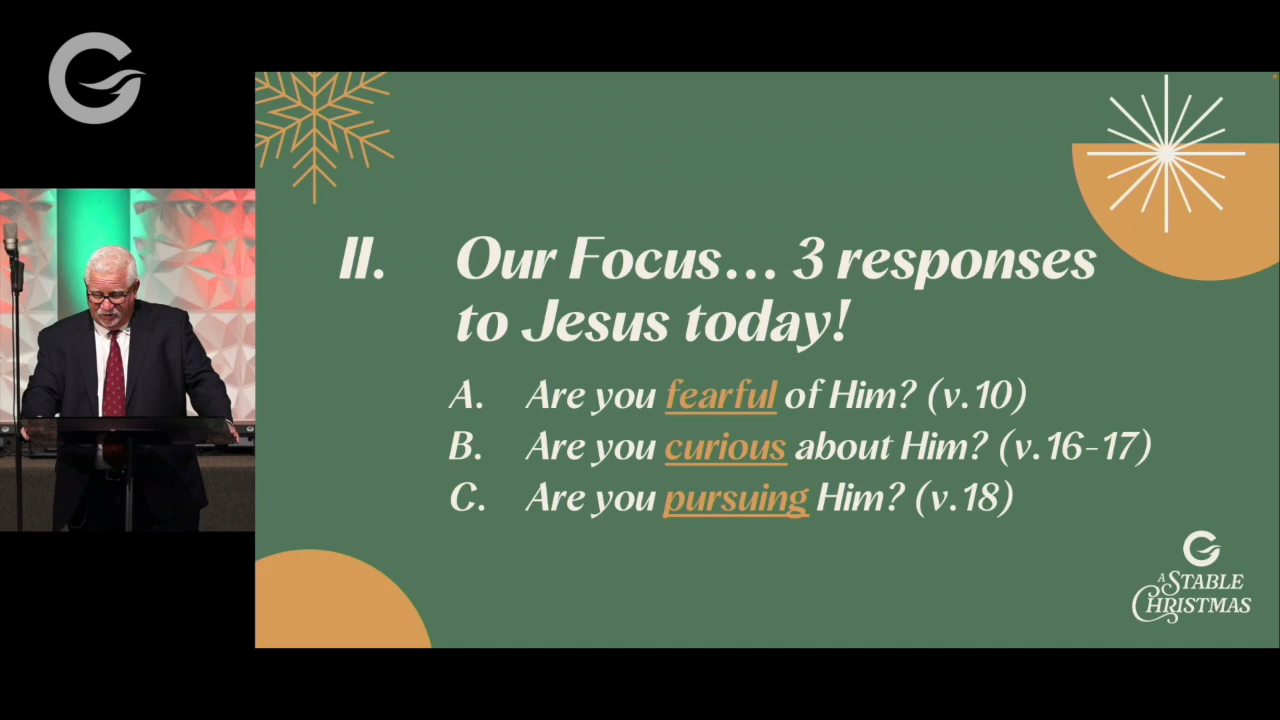 II. Our Focus... 3 responses
to Jesus today!
A. Are you fearful of Him? (v.10)
B. Are you curious about Him? (v.16-17)
C. Are you pursuing Him? (v.18)
A STABLE
CHRISTMAS